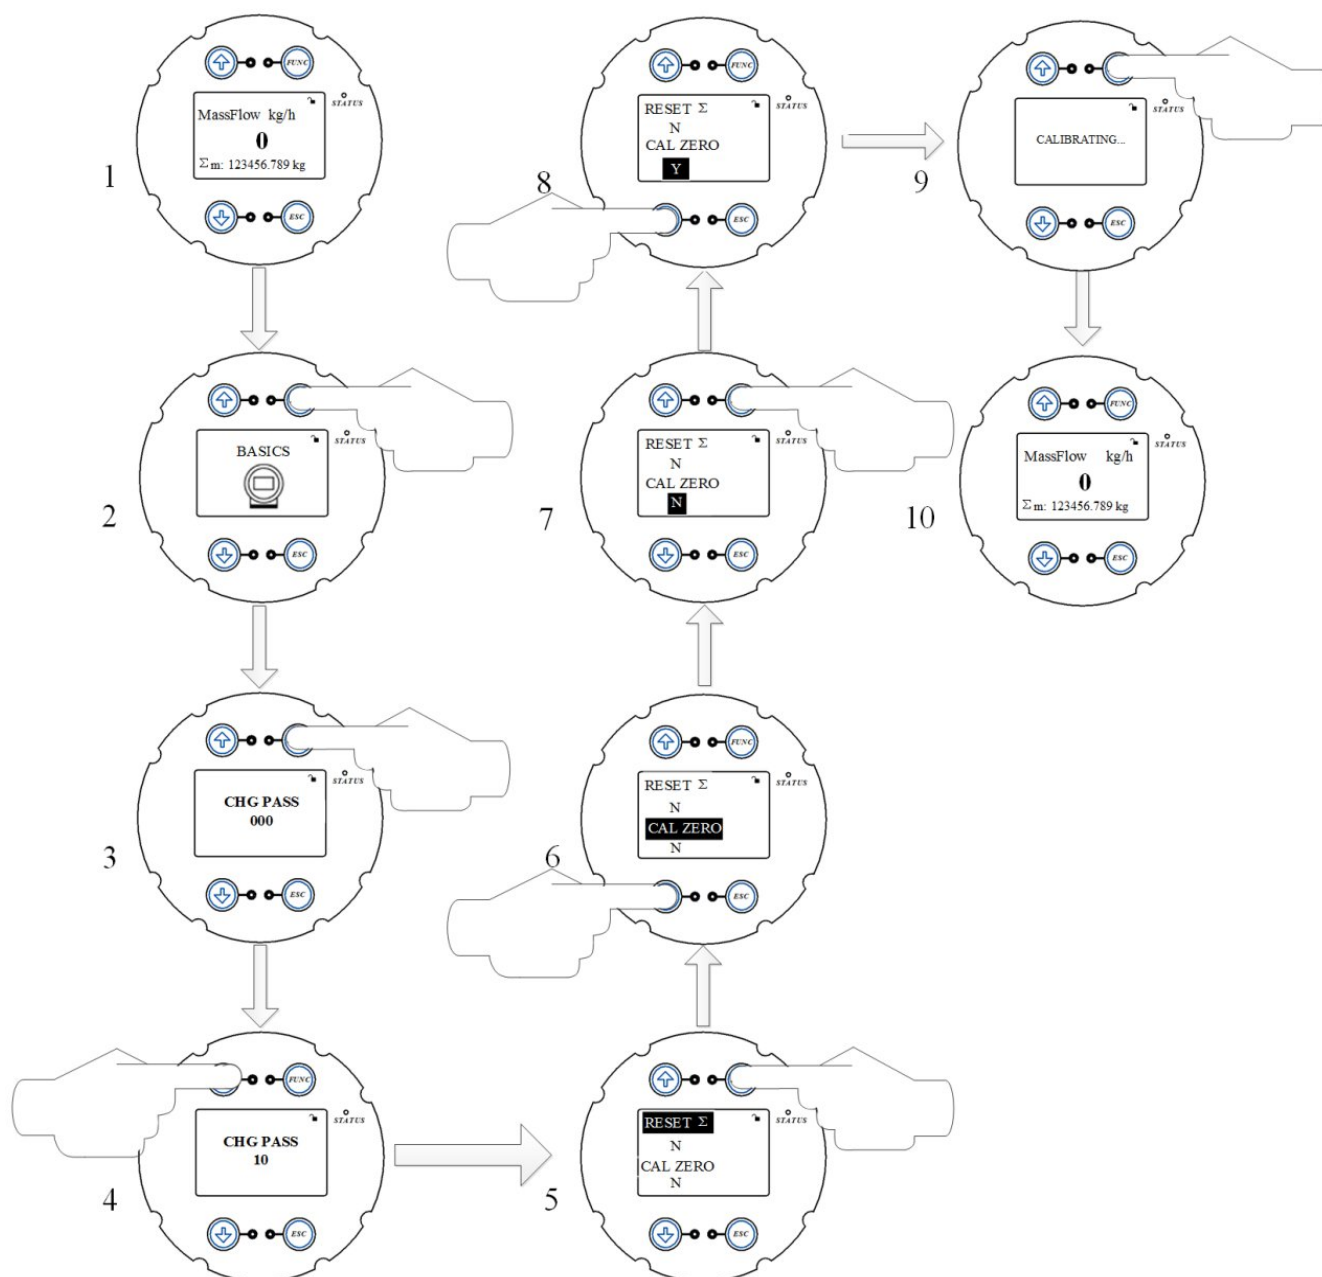 FUNC
MassFlow kg/h
STATUS
0
Σm: 123456.789 kg
1
ESC
BASICS
STATUS
2
ESC
CHG PASS
STATUS
000
3
ESC
FUNC
CHG PASS
STATUS
10
4
ESC
RESET Σ
STATUS
N
CAL ZERO
N
5
ESC
FUNC
RESET Σ
STATUS
N
CAL ZERO
N
6
ESC
RESET Σ
STATUS
N
CAL ZERO
N
7
ESC
FUNC
RESET Σ
STATUS
N
CAL ZERO
Y
8
ESC
STATUS
CALIBRATING...
9
ESC
FUNC
MassFlow kg/h
STATUS
0
Σm: 123456.789 kg
10
ESC